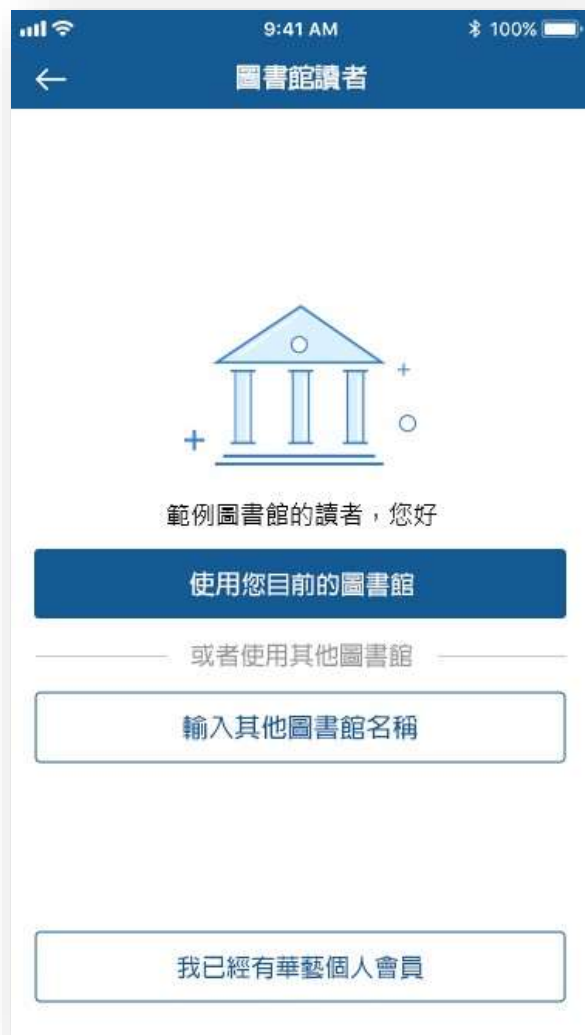 9:41 AM
100%
圖書館讀者
範例圖書館的讀者，您好
使用您目前的圖書館
或者使用其他圖書館
輸入其他圖書館名稱
我已經有華藝個人會員